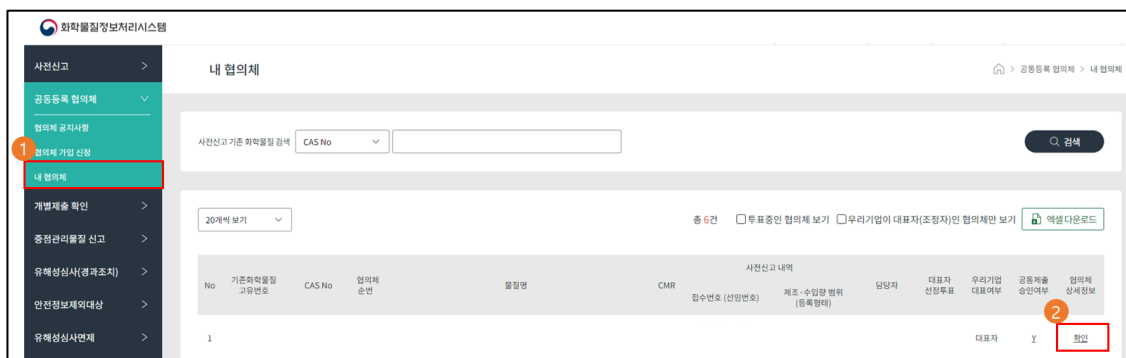 화학물질정보처리시스템
사전신고 >
공동등록 협의체
협의체 공지사항
1
협의체 가입 신청
내 협의체
개별제출 확인 >
중점관리물질 신고 >
유해성심사(경과조치) >
안전정보제외대상 >
유해성심사면제 >
내 협의체
> 공동등록 협의체 > 내 협의체
사전신고 기존 화학물질 검색 CAS No 검색
20개씩 보기 총 6건 투표중인 협의체 보기 우리기업이 대표자(조정자)인 협의체만 보기 엑셀다운로드
No 기존화학물질 고유번호 CAS No 협의체 순번 물질명 CMR 사전신고 내역 담당자 대표자 선정투표 우리기업 대표여부 공동제출 승인여부 협의체 상세정보
접수번호 (선임번호) 제조·수입량 범위 (등록형태)
2
1 대표자 Y 확인